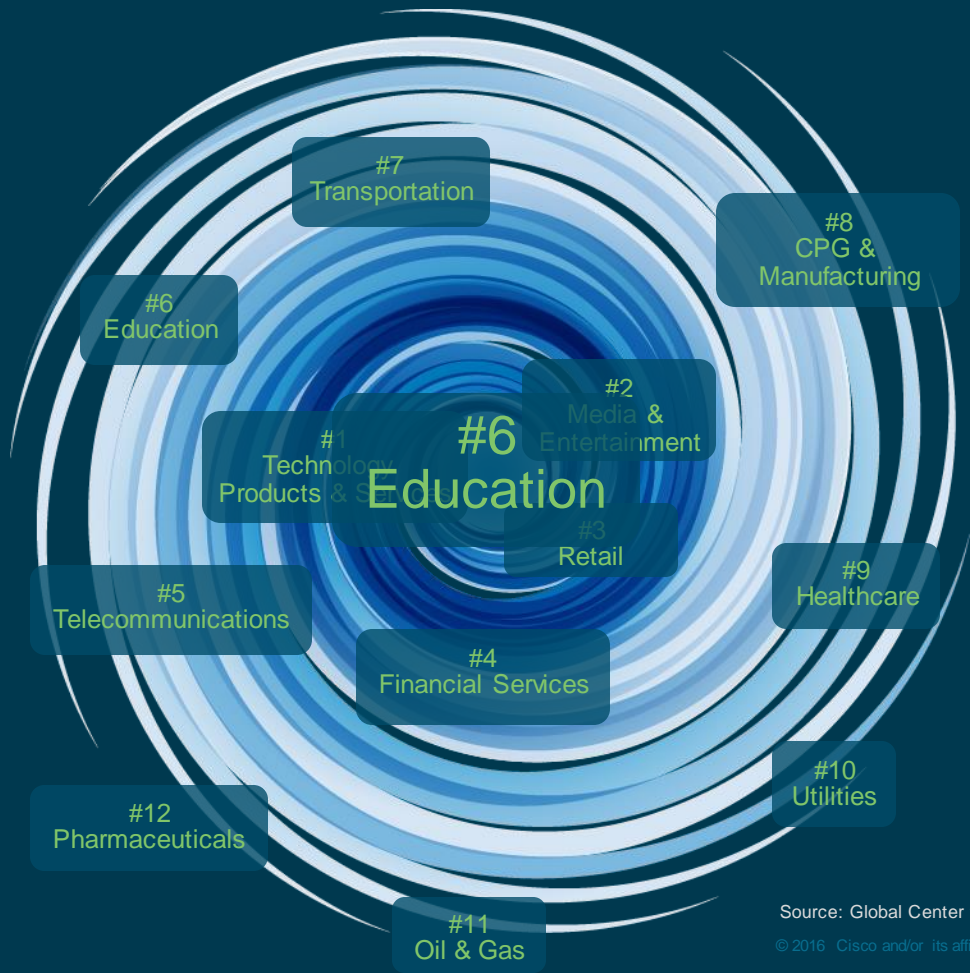 #7
Transportation
#8
CPG &
Manufacturing
#6
Education
#2
Media &
Entertainment
#1
Technology
Products & Services
#6
Education
#3
Retail
#9
Healthcare
#5
Telecommunications
#4
Financial Services
#10
Utilities
#12
Pharmaceuticals
#11
Oil & Gas
Source: Global Center
© 2016 Cisco and/or its